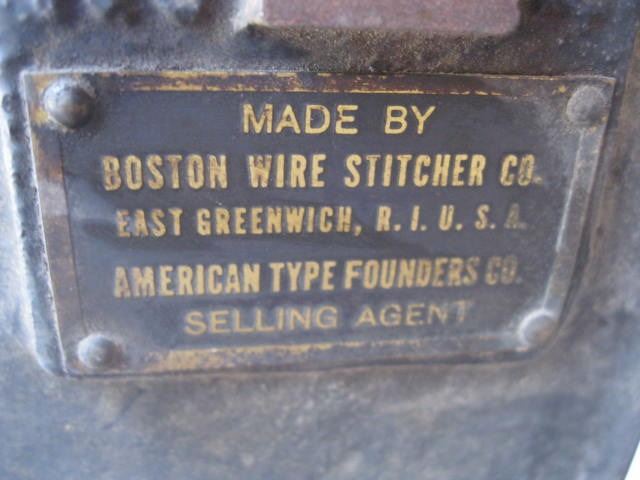 MADE BY
BOSTON WIRE STITCHER CO.
EAST GREENWICH, R. I. U. S. A.
AMERICAN TYPE FOUNDERS CO.
SELLING AGENT